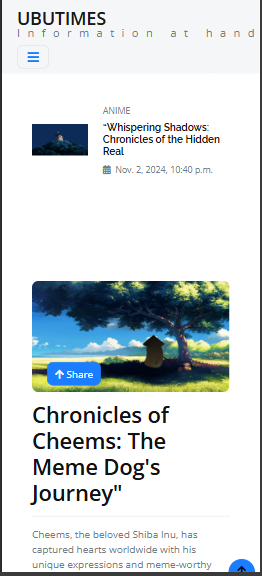 UBUTIMES
Information at hand
ANIME
“Whispering Shadows:
Chronicles of the Hidden
Real
Nov. 2, 2024, 10:40 p.m.
Share
Chronicles of
Cheems: The
Meme Dog's
Journey"
Cheems, the beloved Shiba Inu, has
captured hearts worldwide with his
unique expressions and meme-worthy